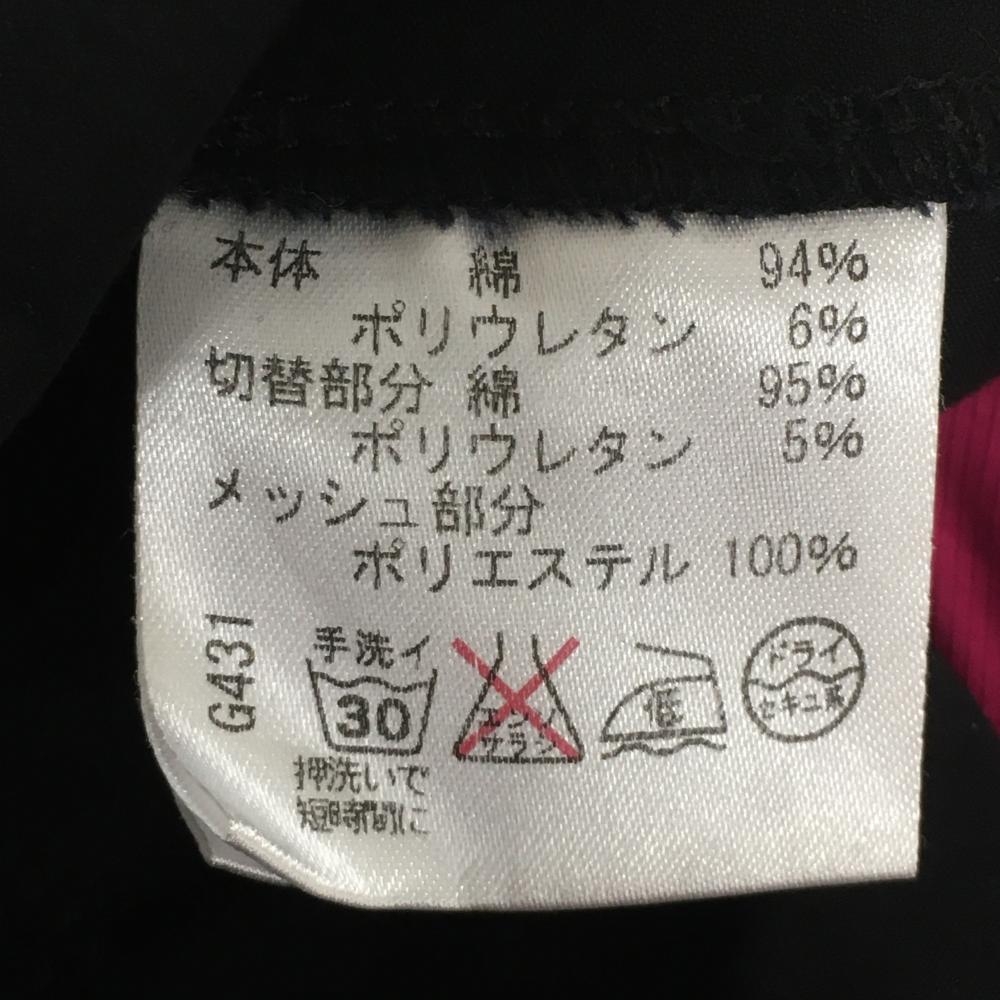 本体 綿 94%
ポリウレタン 6%
切替部分 綿 95%
ポリウレタン 5%
メッシュ部分
ポリエステル 100%
G431
手洗イ
30
エンソ
サラシ
低
ドライ
セキユ系
押洗いで
短時間に